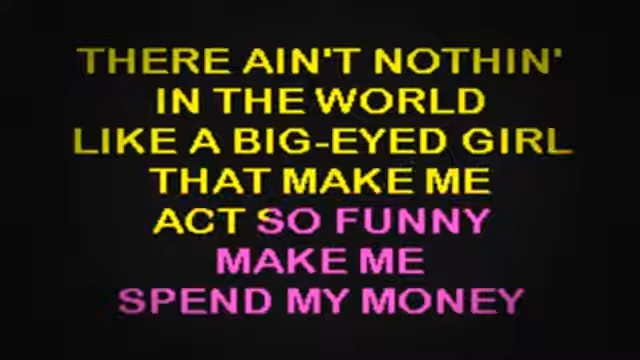 THERE AIN'T NOTHIN'
IN THE WORLD
LIKE A BIG-EYED GIRL
THAT MAKE ME
ACT SO FUNNY
MAKE ME
SPEND MY MONEY